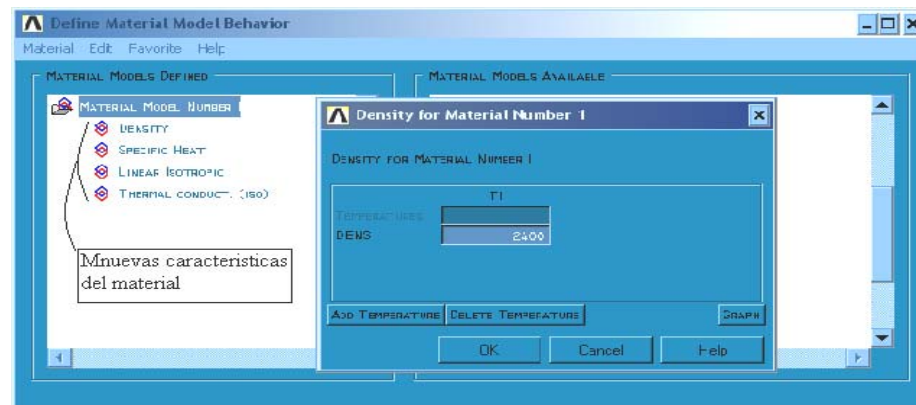 Define Material Model Behavior
Material Edit Favorite Help
MATERIAL MODELS DEFINED
MATERIAL MODELS AVAILABLE
MATERIAL MODEL NUMBER 1
DENSITY
SPECIFIC HEAT
LINEAR ISOTROPIC
THERMAL CONDUCT. (ISO)
Mnuevas caracteristicas
del material
Density for Material Number 1
DENSITY FOR MATERIAL NUMBER 1
T1
TEMPERATURES
DENS 2400
ADD TEMPERATURE DELETE TEMPERATURE GRAPH
OK Cancel Help